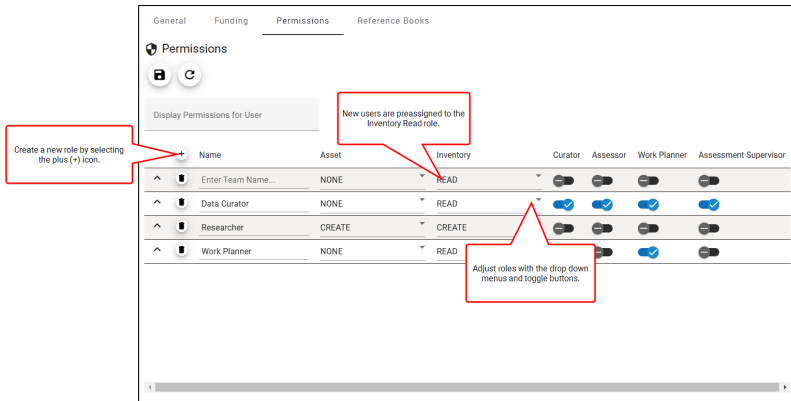 General Funding Permissions Reference Books
Permissions
Display Permissions for User
New users are preassigned to the
Inventory Read role.
Create a new role by selecting
the plus (+) icon.
+ Name Asset Inventory Curator Assessor Work Planner Assessment Supervisor
Enter Team Name... NONE READ
Data Curator NONE READ
Researcher CREATE CREATE
Work Planner NONE READ
Adjust roles with the drop down
menus and toggle buttons.